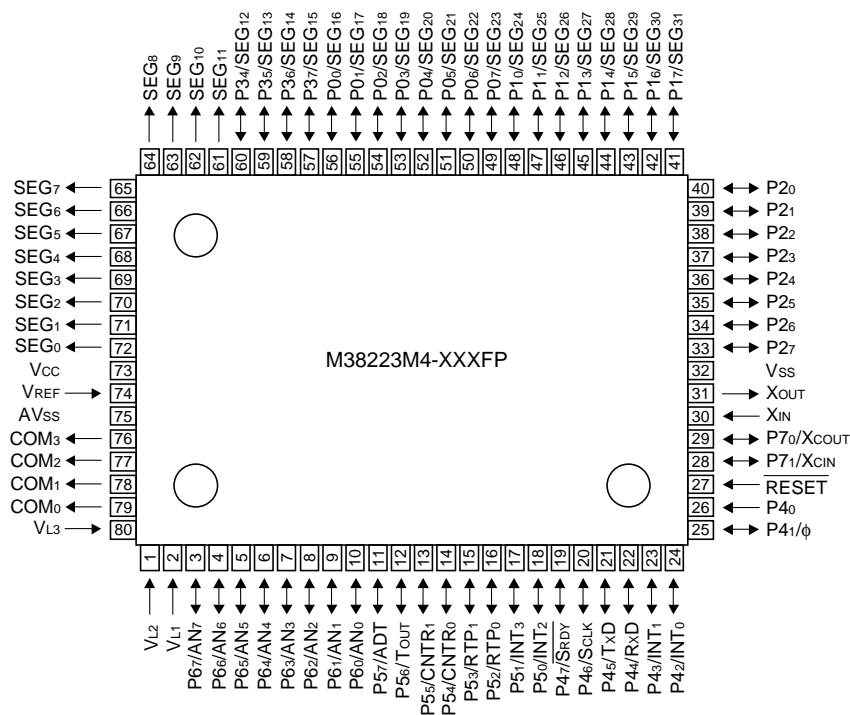 SEG8
SEG9
SEG10
SEG11
P34/SEG12
P35/SEG13
P36/SEG14
P37/SEG15
P00/SEG16
P01/SEG17
P02/SEG18
P03/SEG19
P04/SEG20
P05/SEG21
P06/SEG22
P07/SEG23
P10/SEG24
P11/SEG25
P12/SEG26
P13/SEG27
P14/SEG28
P15/SEG29
P16/SEG30
P17/SEG31
64 63 62 61 60 59 58 57 56 55 54 53 52 51 50 49 48 47 46 45 44 43 42 41
SEG7 65
SEG6 66
SEG5 67
SEG4 68
SEG3 69
SEG2 70
SEG1 71
SEG0 72
VCC 73
VREF 74
AVSS 75
COM3 76
COM2 77
COM1 78
COM0 79
VL3 80
M38223M4-XXXFP
40 P20
39 P21
38 P22
37 P23
36 P24
35 P25
34 P26
33 P27
32 VSS
31 XOUT
30 XIN
29 P70/XCOUT
28 P71/XCIN
27 RESET
26 P40
25 P41/ϕ
1 2 3 4 5 6 7 8 9 10 11 12 13 14 15 16 17 18 19 20 21 22 23 24
VL2
VL1
P67/AN7
P66/AN6
P65/AN5
P64/AN4
P63/AN3
P62/AN2
P61/AN1
P60/AN0
P57/ADT
P56/TOUT
P55/CNTR1
P54/CNTR0
P53/RTP1
P52/RTP0
P51/INT3
P50/INT2
P47/SRDY
P46/SCLK
P45/TXD
P44/RXD
P43/INT1
P42/INT0